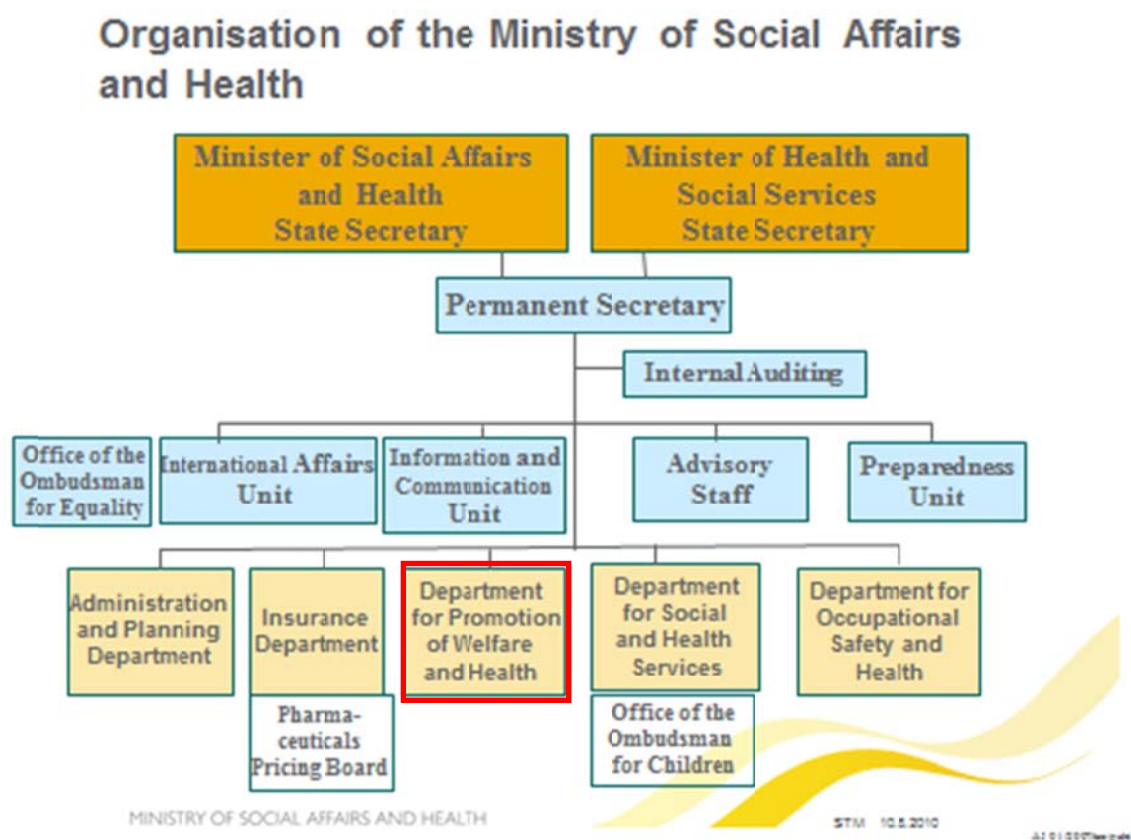 Organisation of the Ministry of Social Affairs
and Health
Minister of Social Affairs
and Health
State Secretary
Minister of Health and
Social Services
State Secretary
Permanent Secretary
Internal Auditing
Office of the
Ombudsman
for Equality
International Affairs
Unit
Information and
Communication
Unit
Advisory
Staff
Preparedness
Unit
Administration
and Planning
Department
Insurance
Department
Department
for Promotion
of Welfare
and Health
Department
for Social
and Health
Services
Department for
Occupational
Safety and
Health
Pharma-
ceuticals
Pricing Board
Office of the
Ombudsman
for Children
MINISTRY OF SOCIAL AFFAIRS AND HEALTH
STM 10.5.2010